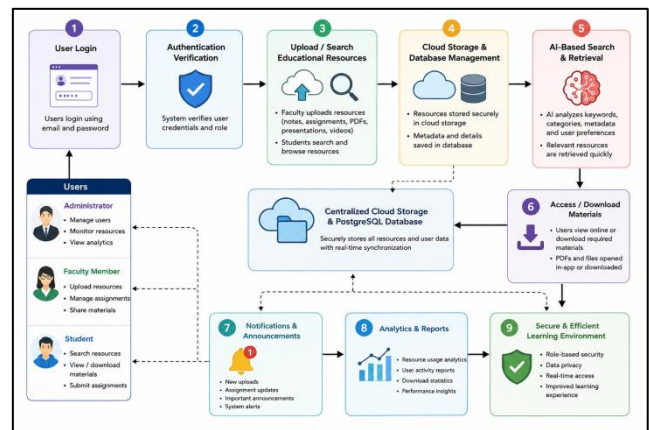 1
User Login
Users login using
email and password
2
Authentication
Verification
System verifies user
credentials and role
3
Upload / Search
Educational Resources
• Faculty uploads resources
(notes, assignments, PDFs,
presentations, videos)
• Students search and
browse resources
4
Cloud Storage &
Database Management
• Resources stored securely
in cloud storage
• Metadata and details
saved in database
5
AI-Based Search
& Retrieval
• AI analyzes keywords,
categories, metadata
and user preferences
• Relevant resources
are retrieved quickly
Users
Administrator
• Manage users
• Monitor resources
• View analytics
Faculty Member
• Upload resources
• Manage assignments
• Share materials
Student
• Search resources
• View / download
materials
• Submit assignments
Centralized Cloud Storage
& PostgreSQL Database
Securely stores all resources and user data
with real-time synchronization
6
Access / Download
Materials
• Users view online or
download required
materials
• PDFs and files opened
in-app or downloaded
7
Notifications &
Announcements
1
• New uploads
• Assignment updates
• Important announcements
• System alerts
8
Analytics & Reports
• Resource usage analytics
• User activity reports
• Download statistics
• Performance insights
9
Secure & Efficient
Learning Environment
• Role-based security
• Data privacy
• Real-time access
• Improved learning
experience